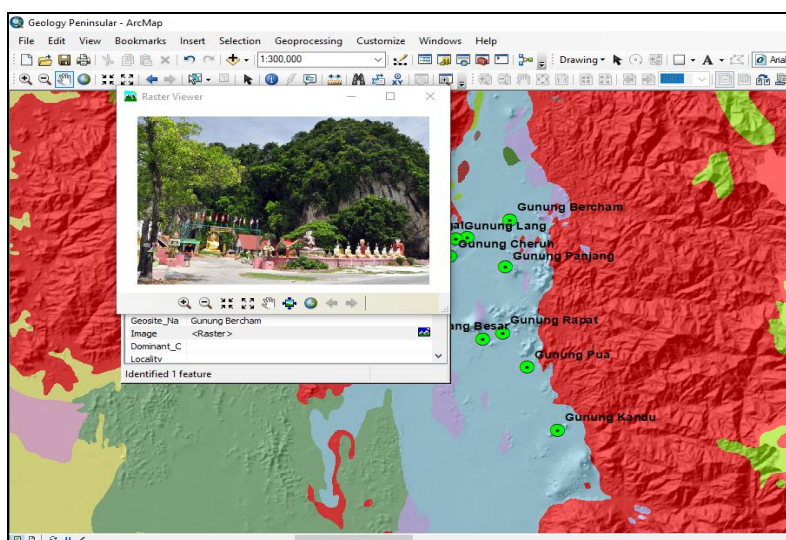 Geology Peninsular - ArcMap
File Edit View Bookmarks Insert Selection Geoprocessing Customize Windows Help
1:300,000
Drawing
A
Arial
Raster Viewer
Gunung Bercham
Gunung Lang
Gunung Cheruh
Gunung Panjang
Geosite_Na Gunung Bercham
Image <Raster>
Dominant_C
Locality
Identified 1 feature
ang Besar
Gunung Rapat
Gunung Pua
Gunung Kandu